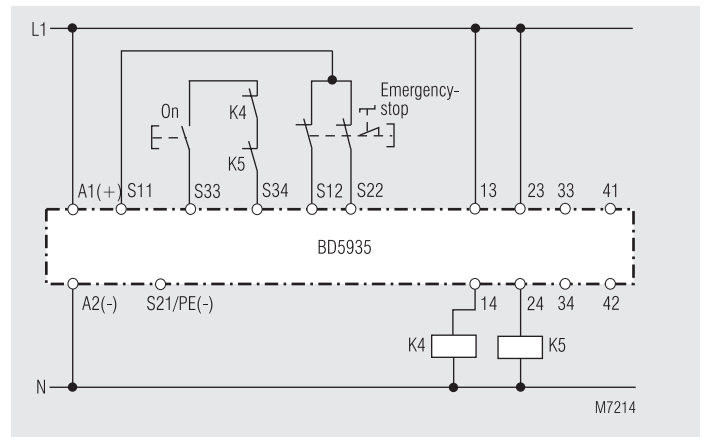 L1
Emergency-
stop
On
K4
K5
A1(+) S11 S33 S34 S12 S22 13 23 33 41
BD5935
A2(-) S21/PE(-) 14 24 34 42
K4 K5
N
M7214